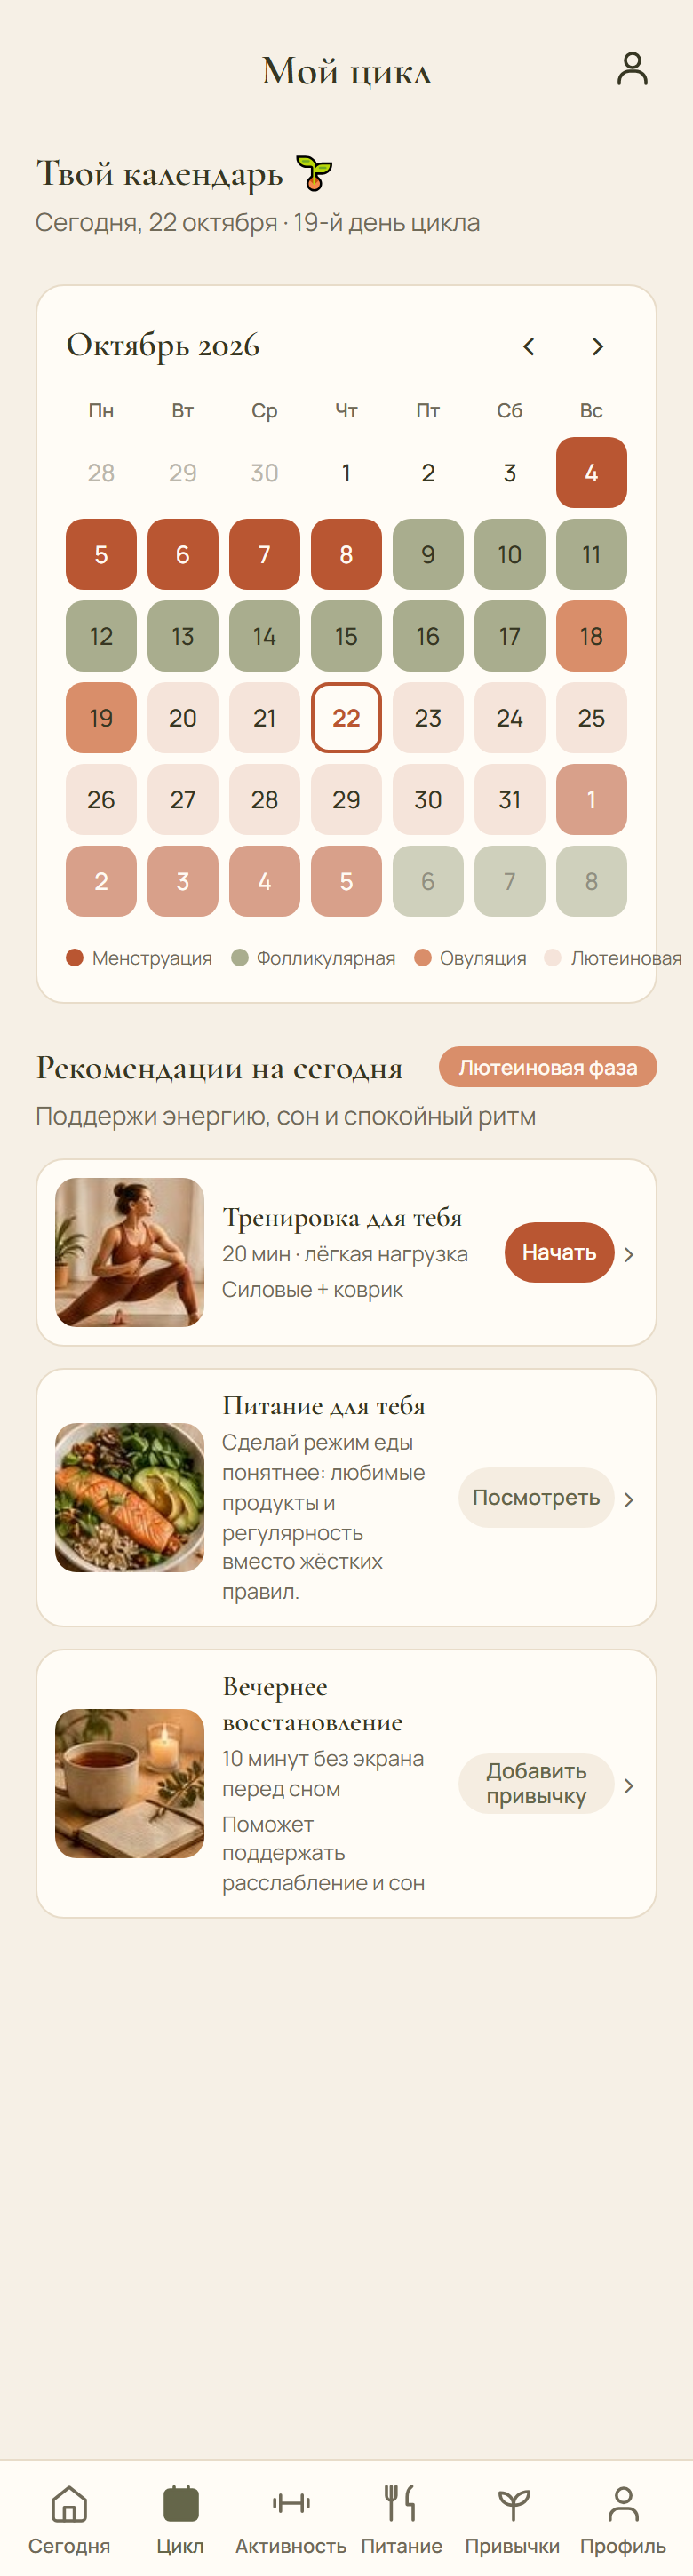 Мой цикл
Твой календарь
Сегодня, 22 октября · 19-й день цикла
Октябрь 2026
Пн Вт Ср Чт Пт Сб Вс
28 29 30 1 2 3 4
5 6 7 8 9 10 11
12 13 14 15 16 17 18
19 20 21 22 23 24 25
26 27 28 29 30 31 1
2 3 4 5 6 7 8
Менструация Фолликулярная Овуляция Лютеиновая
Рекомендации на сегодня Лютеиновая фаза
Поддержи энергию, сон и спокойный ритм
Тренировка для тебя
20 мин · лёгкая нагрузка
Силовые + коврик
Начать
Питание для тебя
Сделай режим еды
понятнее: любимые
продукты и
регулярность
вместо жёстких
правил.
Посмотреть
Вечернее
восстановление
10 минут без экрана
перед сном
Поможет
поддержать
расслабление и сон
Добавить
привычку
Сегодня Цикл Активность Питание Привычки Профиль